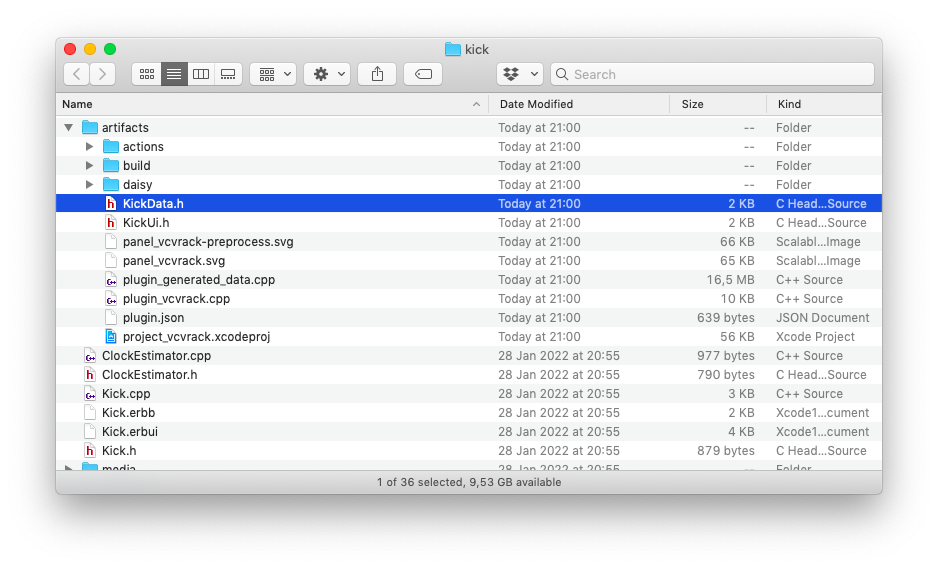 kick
Search
Name Date Modified Size Kind
artifacts Today at 21:00 -- Folder
actions Today at 21:00 -- Folder
build Today at 21:00 -- Folder
daisy Today at 21:00 -- Folder
KickData.h Today at 21:00 2 KB C Head...Source
KickUi.h Today at 21:00 2 KB C Head...Source
panel_vcvrack-preprocess.svg Today at 21:00 66 KB Scalabl...Image
panel_vcvrack.svg Today at 21:00 65 KB Scalabl...Image
plugin_generated_data.cpp Today at 21:00 16,5 MB C++ Source
plugin_vcvrack.cpp Today at 21:00 10 KB C++ Source
plugin.json Today at 21:00 639 bytes JSON Document
project_vcvrack.xcodeproj Today at 21:00 56 KB Xcode Project
ClockEstimator.cpp 28 Jan 2022 at 20:55 977 bytes C++ Source
ClockEstimator.h 28 Jan 2022 at 20:55 790 bytes C Head...Source
Kick.cpp 28 Jan 2022 at 20:55 3 KB C++ Source
Kick.erbb 28 Jan 2022 at 20:55 2 KB Xcode1...cument
Kick.erbui 28 Jan 2022 at 20:55 4 KB Xcode1...cument
Kick.h 28 Jan 2022 at 20:55 879 bytes C Head...Source
media 28 Jan 2022 at 20:55 -- Folder
1 of 36 selected, 9,53 GB available